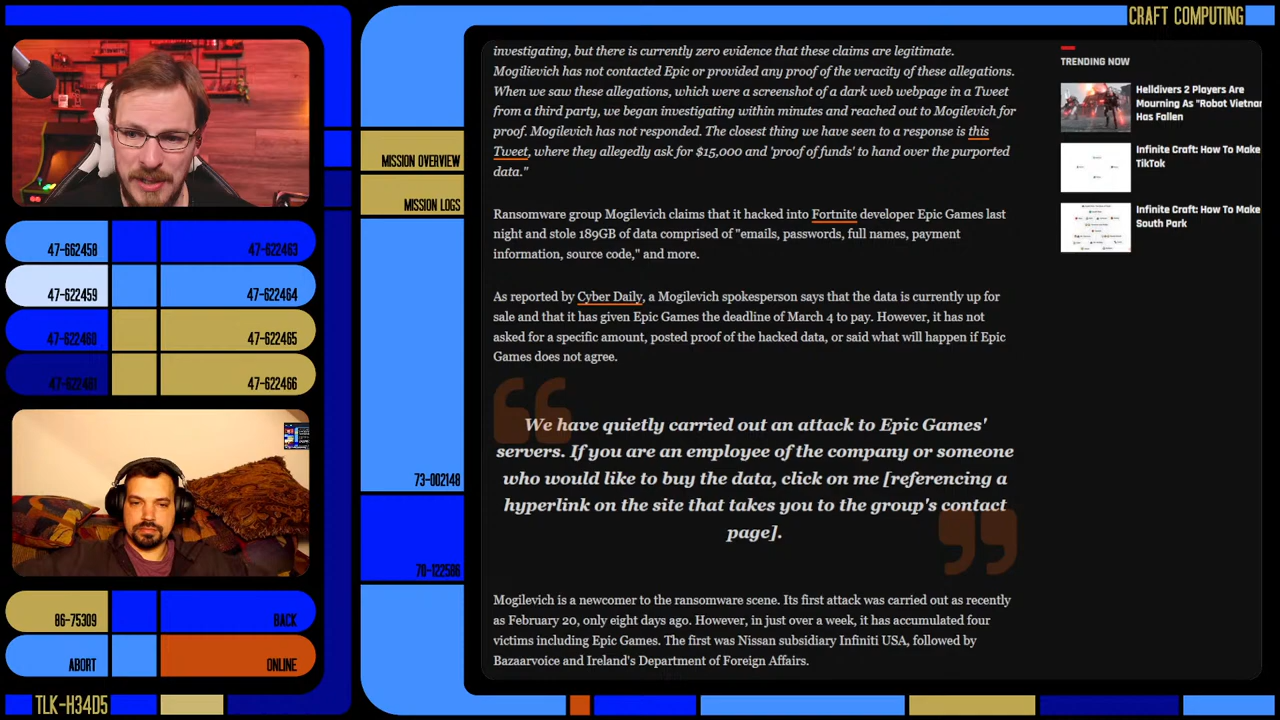 CRAFT COMPUTING
MISSION OVERVIEW
MISSION LOGS
47-662458
47-622463
47-622459
47-622464
47-622460
47-622465
47-622461
47-622466
73-002148
70-122586
86-75309
BACK
ABORT
ONLINE
TLK-H34D5
investigating, but there is currently zero evidence that these claims are legitimate.
Mogilievich has not contacted Epic or provided any proof of the veracity of these allegations.
When we saw these allegations, which were a screenshot of a dark web webpage in a Tweet
from a third party, we began investigating within minutes and reached out to Mogilevich for
proof. Mogilevich has not responded. The closest thing we have seen to a response is this
Tweet, where they allegedly ask for $15,000 and 'proof of funds' to hand over the purported
data."
Ransomware group Mogilevich claims that it hacked into Fortnite developer Epic Games last
night and stole 189GB of data comprised of "emails, passwords, full names, payment
information, source code," and more.
As reported by Cyber Daily, a Mogilevich spokesperson says that the data is currently up for
sale and that it has given Epic Games the deadline of March 4 to pay. However, it has not
asked for a specific amount, posted proof of the hacked data, or said what will happen if Epic
Games does not agree.
We have quietly carried out an attack to Epic Games'
servers. If you are an employee of the company or someone
who would like to buy the data, click on me [referencing a
hyperlink on the site that takes you to the group's contact
page].
Mogilevich is a newcomer to the ransomware scene. Its first attack was carried out as recently
as February 20, only eight days ago. However, in just over a week, it has accumulated four
victims including Epic Games. The first was Nissan subsidiary Infiniti USA, followed by
Bazaarvoice and Ireland's Department of Foreign Affairs.
TRENDING NOW
Helldivers 2 Players Are
Mourning As "Robot Vietnam
Has Fallen
Infinite Craft: How To Make
TikTok
Infinite Craft: How To Make
South Park